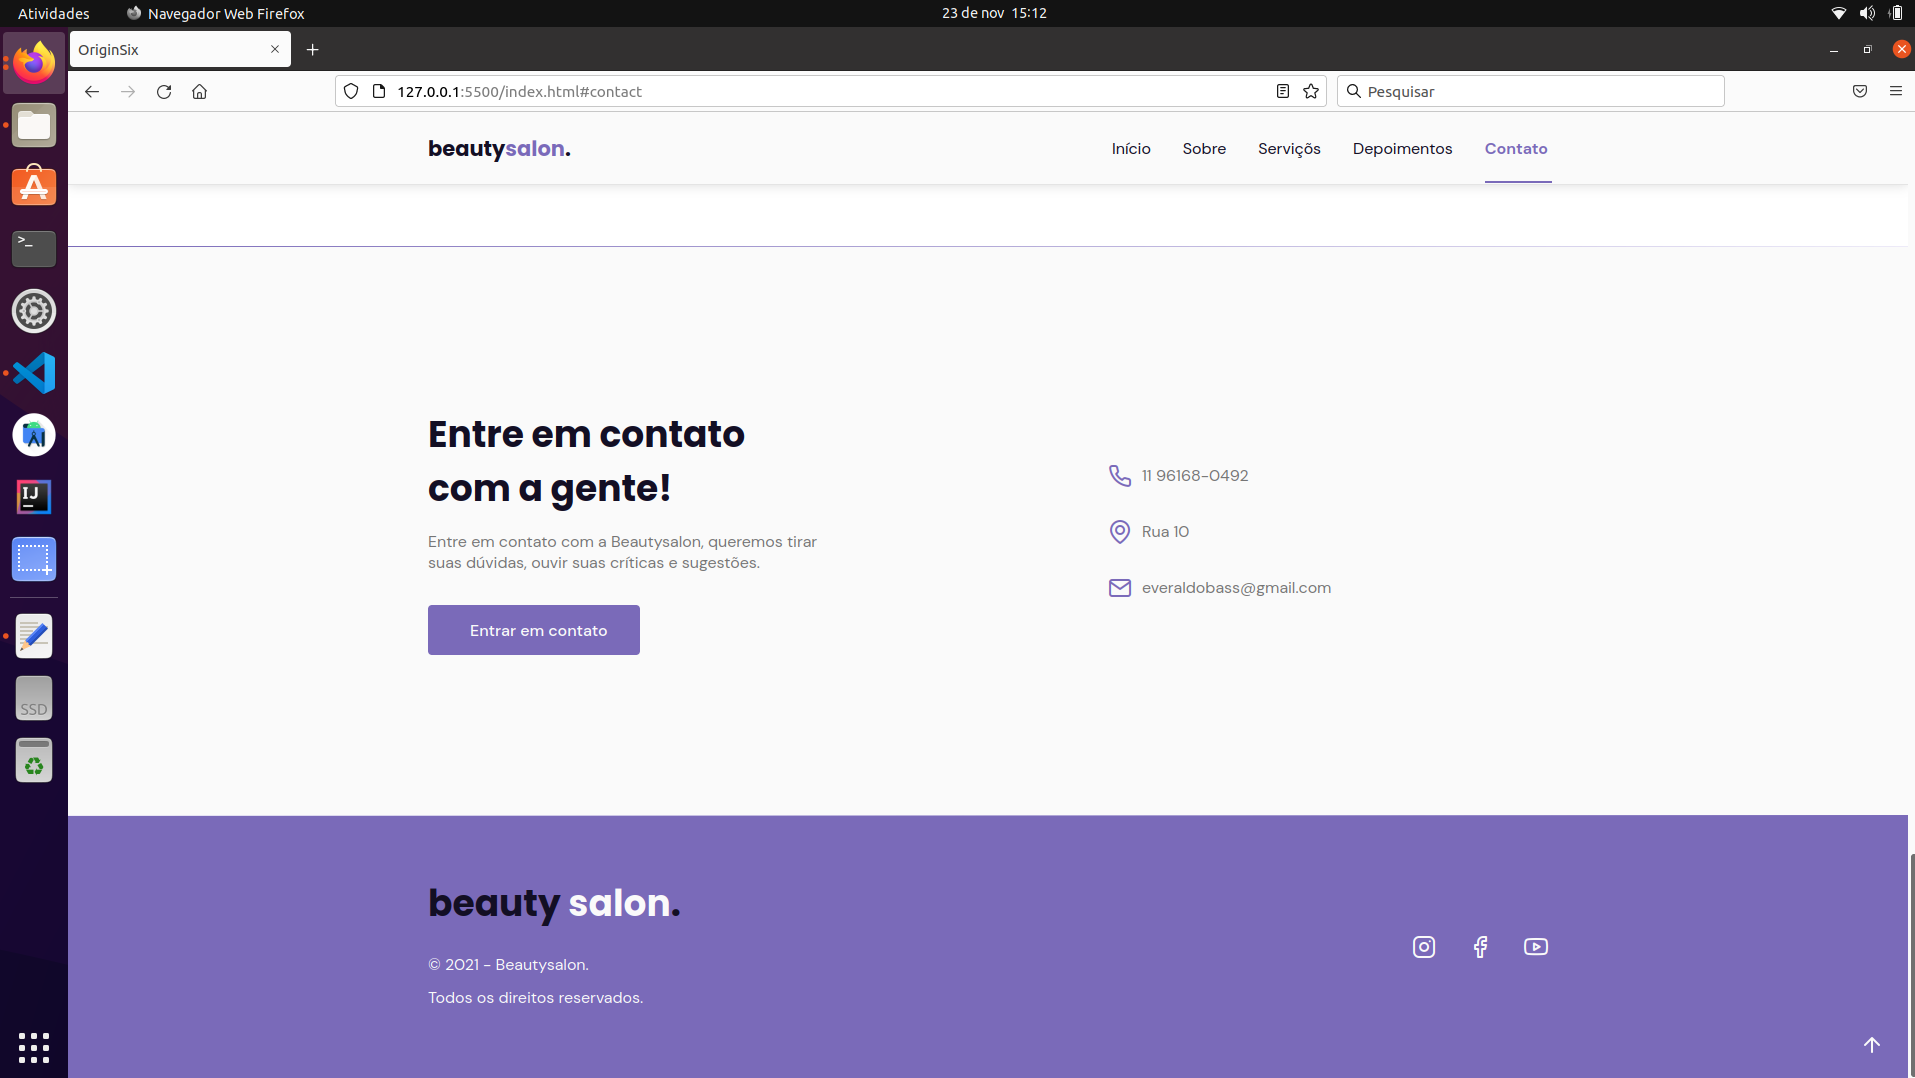 Atividades
Navegador Web Firefox
23 de nov 15:12
OriginSix
127.0.0.1:5500/index.html#contact
Pesquisar
beautysalon.
Início
Sobre
Serviçõs
Depoimentos
Contato
>_
IJ
Entre em contato
com a gente!
Entre em contato com a Beautysalon, queremos tirar
suas dúvidas, ouvir suas críticas e sugestões.
Entrar em contato
11 96168-0492
Rua 10
everaldobass@gmail.com
SSD
beauty salon.
© 2021 - Beautysalon.
Todos os direitos reservados.